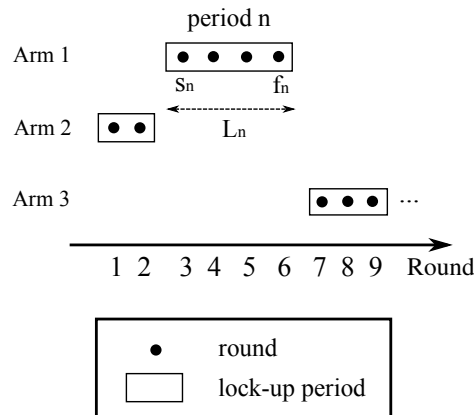 period n
Arm 1
sn fn
Arm 2
Ln
Arm 3 ...
1 2 3 4 5 6 7 8 9 Round
round
lock-up period